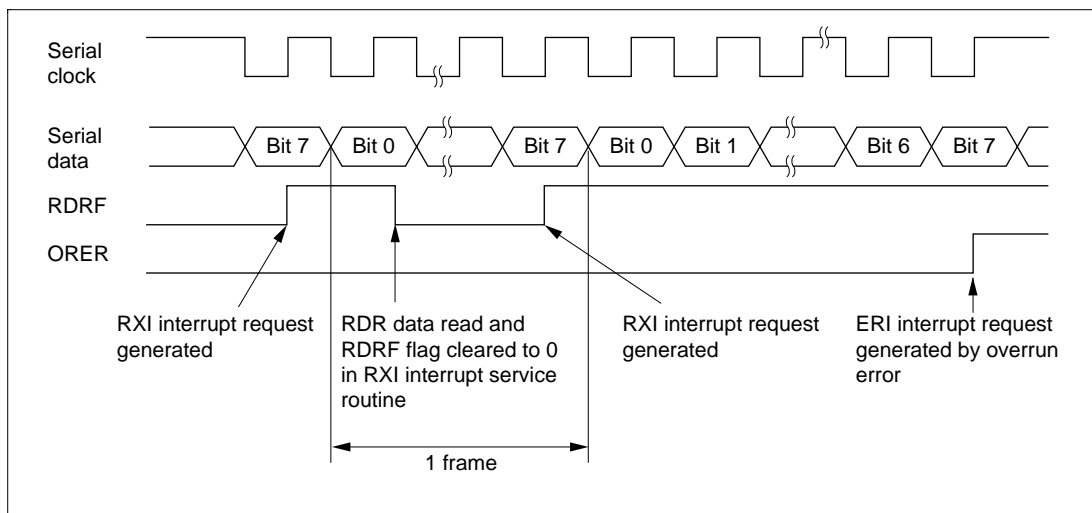 Serial
clock
Serial
data
Bit 7
Bit 0
Bit 7
Bit 0
Bit 1
Bit 6
Bit 7
RDRF
ORER
RXI interrupt request
generated
RDR data read and
RDRF flag cleared to 0
in RXI interrupt service
routine
RXI interrupt request
generated
ERI interrupt request
generated by overrun
error
1 frame